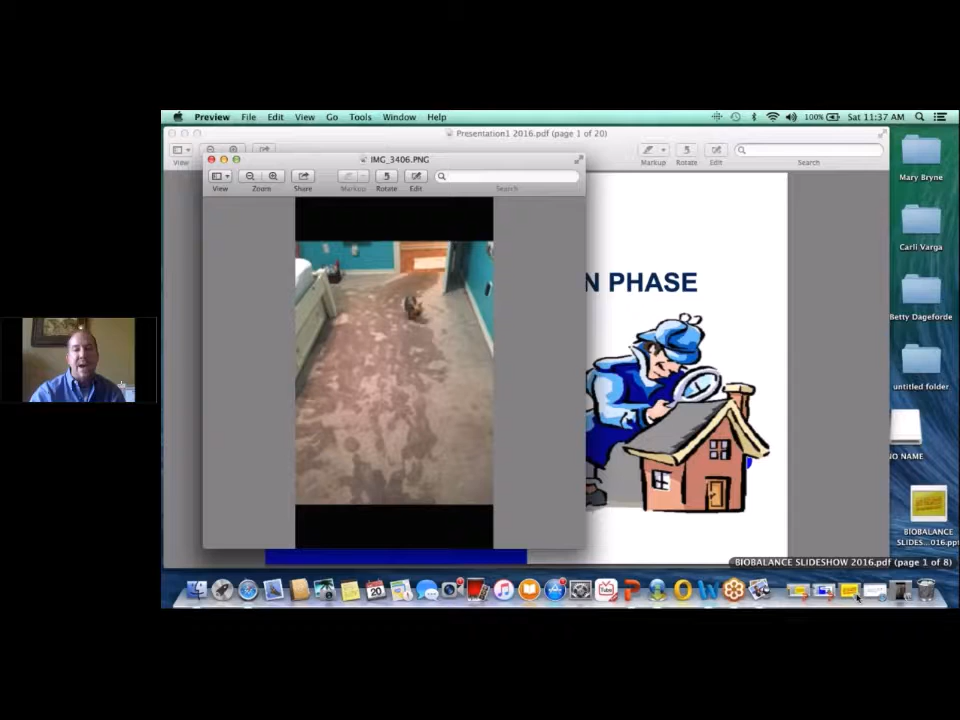 Preview File Edit View Go Tools Window Help
100% Sat 11:37 AM
Presentation1 2016.pdf (page 1 of 20)
View
Markup Rotate Edit Search
IMG_3406.PNG
View Zoom Share Markup Rotate Edit Search
N PHASE
Mary Bryne
Carli Varga
Betty Dageforde
untitled folder
NO NAME
BIOBALANCE
SLIDES...016.ppt
BIOBALANCE SLIDESHOW 2016.pdf (page 1 of 8)
20
Tube